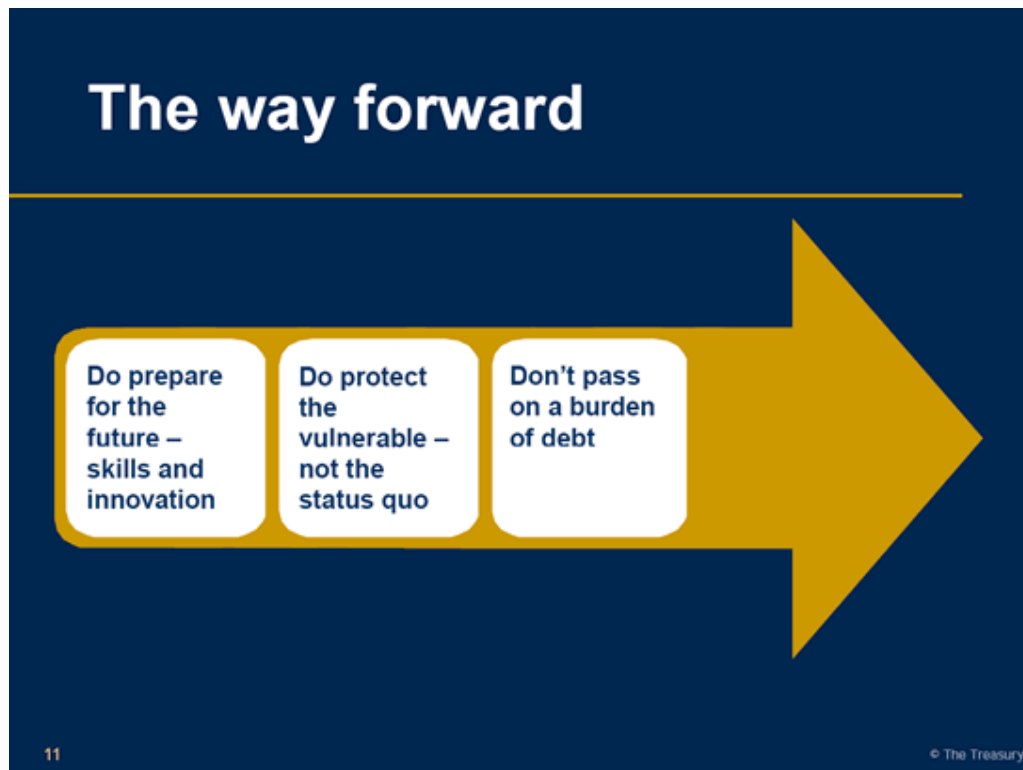 The way forward
Do prepare
for the
future –
skills and
innovation
Do protect
the
vulnerable –
not the
status quo
Don’t pass
on a burden
of debt
11
© The Treasury